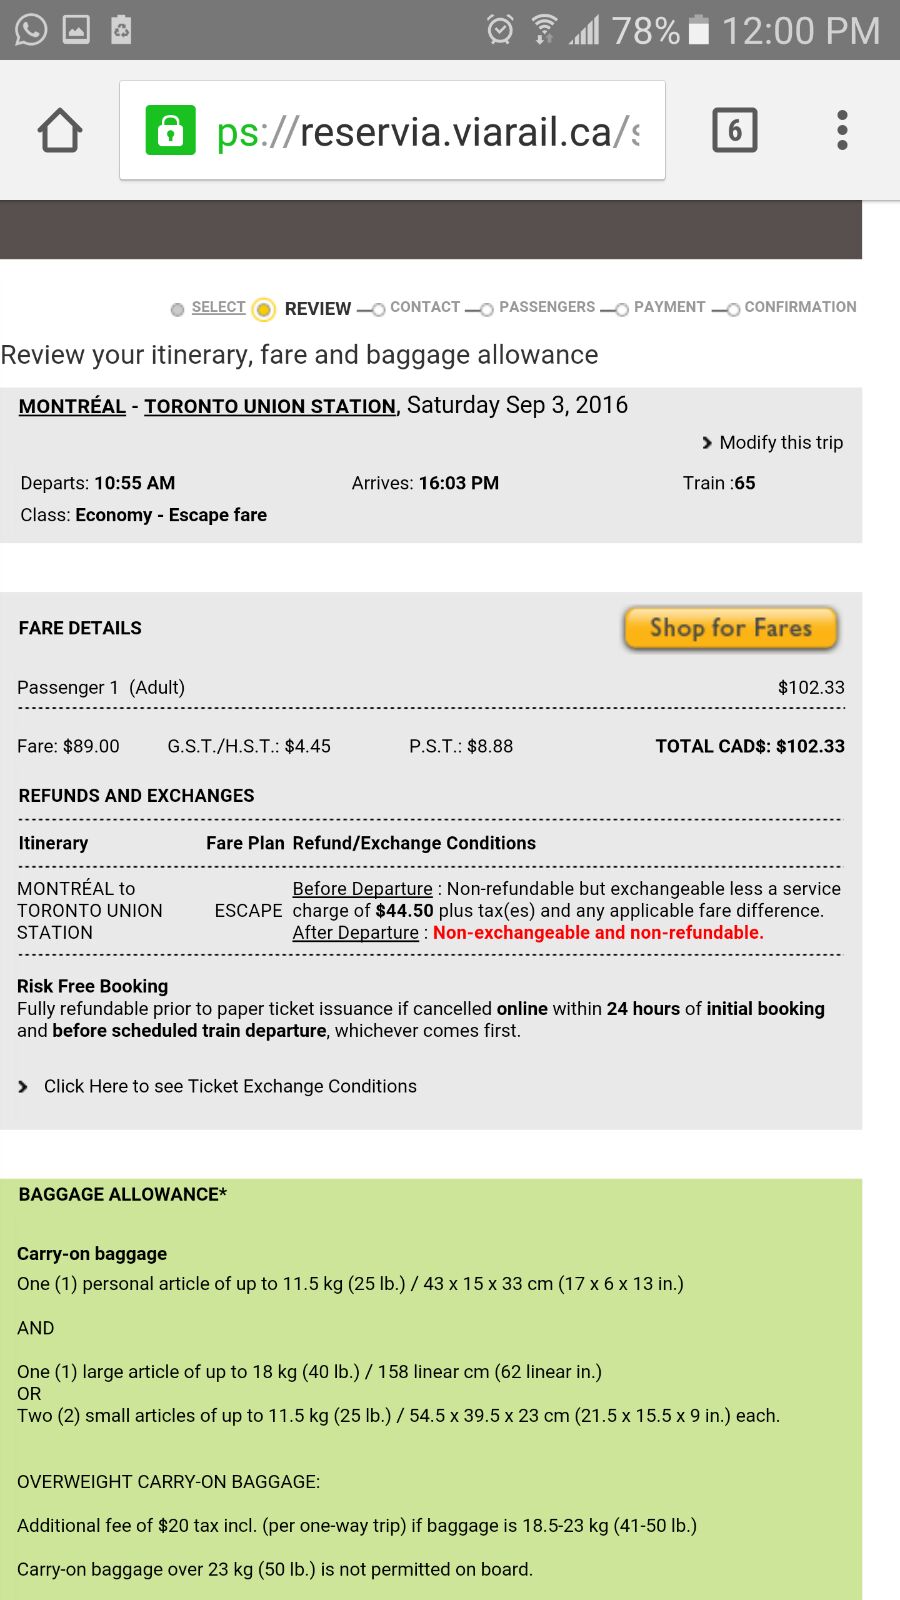 78% 12:00 PM
ps://reservia.viarail.ca/s
6
SELECT REVIEW CONTACT PASSENGERS PAYMENT CONFIRMATION
Review your itinerary, fare and baggage allowance
MONTRÉAL - TORONTO UNION STATION, Saturday Sep 3, 2016
Modify this trip
Departs: 10:55 AM Arrives: 16:03 PM Train :65
Class: Economy - Escape fare
FARE DETAILS Shop for Fares
Passenger 1 (Adult) $102.33
Fare: $89.00 G.S.T./H.S.T.: $4.45 P.S.T.: $8.88 TOTAL CAD$: $102.33
REFUNDS AND EXCHANGES
Itinerary Fare Plan Refund/Exchange Conditions
MONTRÉAL to Before Departure : Non-refundable but exchangeable less a service
TORONTO UNION ESCAPE charge of $44.50 plus tax(es) and any applicable fare difference.
STATION After Departure : Non-exchangeable and non-refundable.
Risk Free Booking
Fully refundable prior to paper ticket issuance if cancelled online within 24 hours of initial booking
and before scheduled train departure, whichever comes first.
Click Here to see Ticket Exchange Conditions
BAGGAGE ALLOWANCE*
Carry-on baggage
One (1) personal article of up to 11.5 kg (25 lb.) / 43 x 15 x 33 cm (17 x 6 x 13 in.)
AND
One (1) large article of up to 18 kg (40 lb.) / 158 linear cm (62 linear in.)
OR
Two (2) small articles of up to 11.5 kg (25 lb.) / 54.5 x 39.5 x 23 cm (21.5 x 15.5 x 9 in.) each.
OVERWEIGHT CARRY-ON BAGGAGE:
Additional fee of $20 tax incl. (per one-way trip) if baggage is 18.5-23 kg (41-50 lb.)
Carry-on baggage over 23 kg (50 lb.) is not permitted on board.